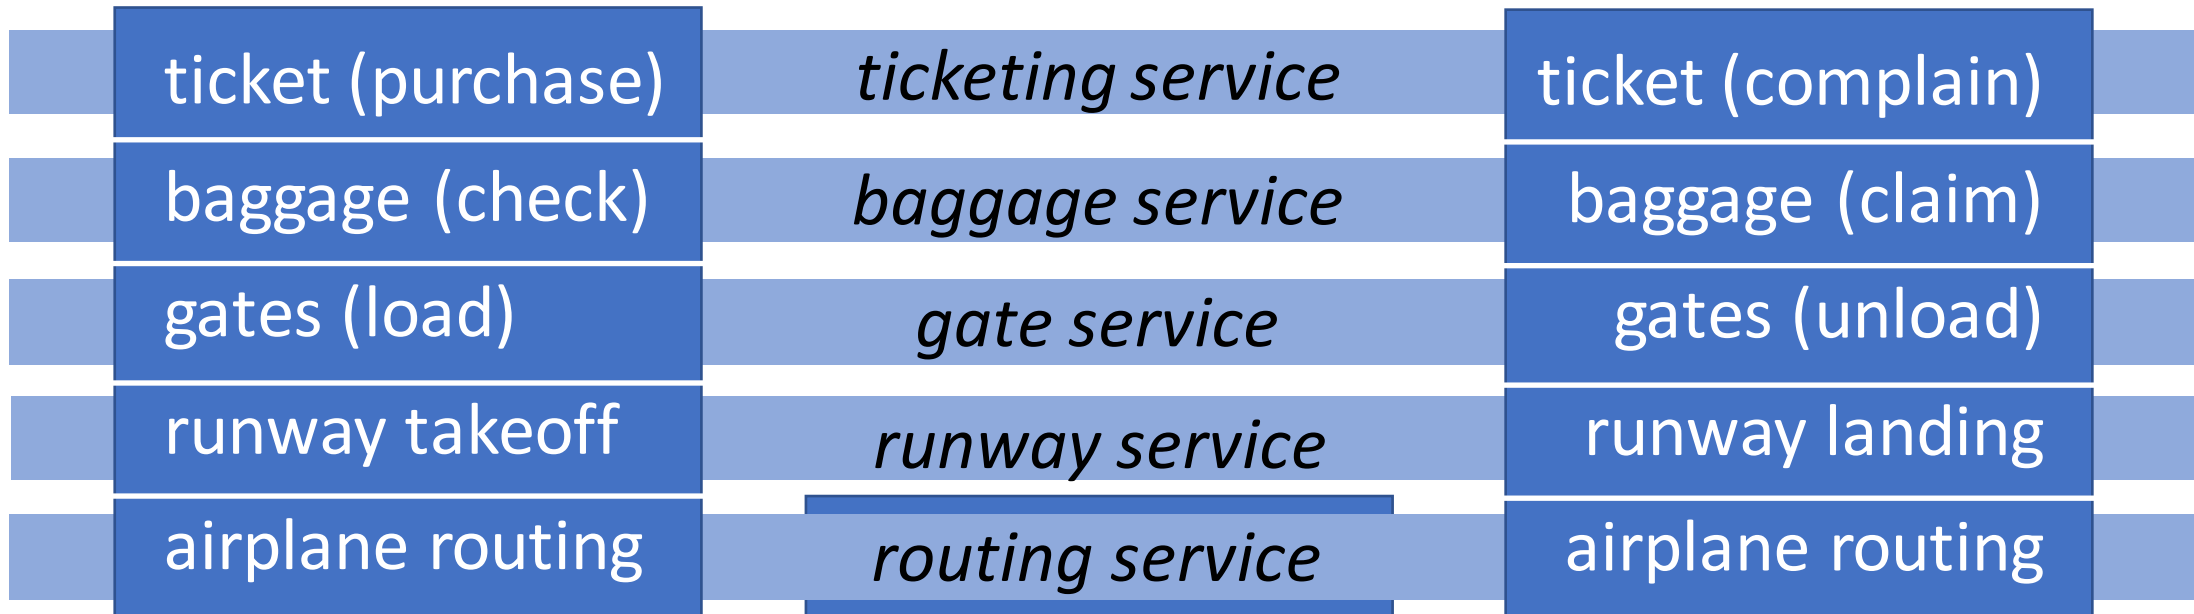 ticket (purchase) ticketing service ticket (complain)
baggage (check) baggage service baggage (claim)
gates (load) gate service gates (unload)
runway takeoff runway service runway landing
airplane routing routing service airplane routing